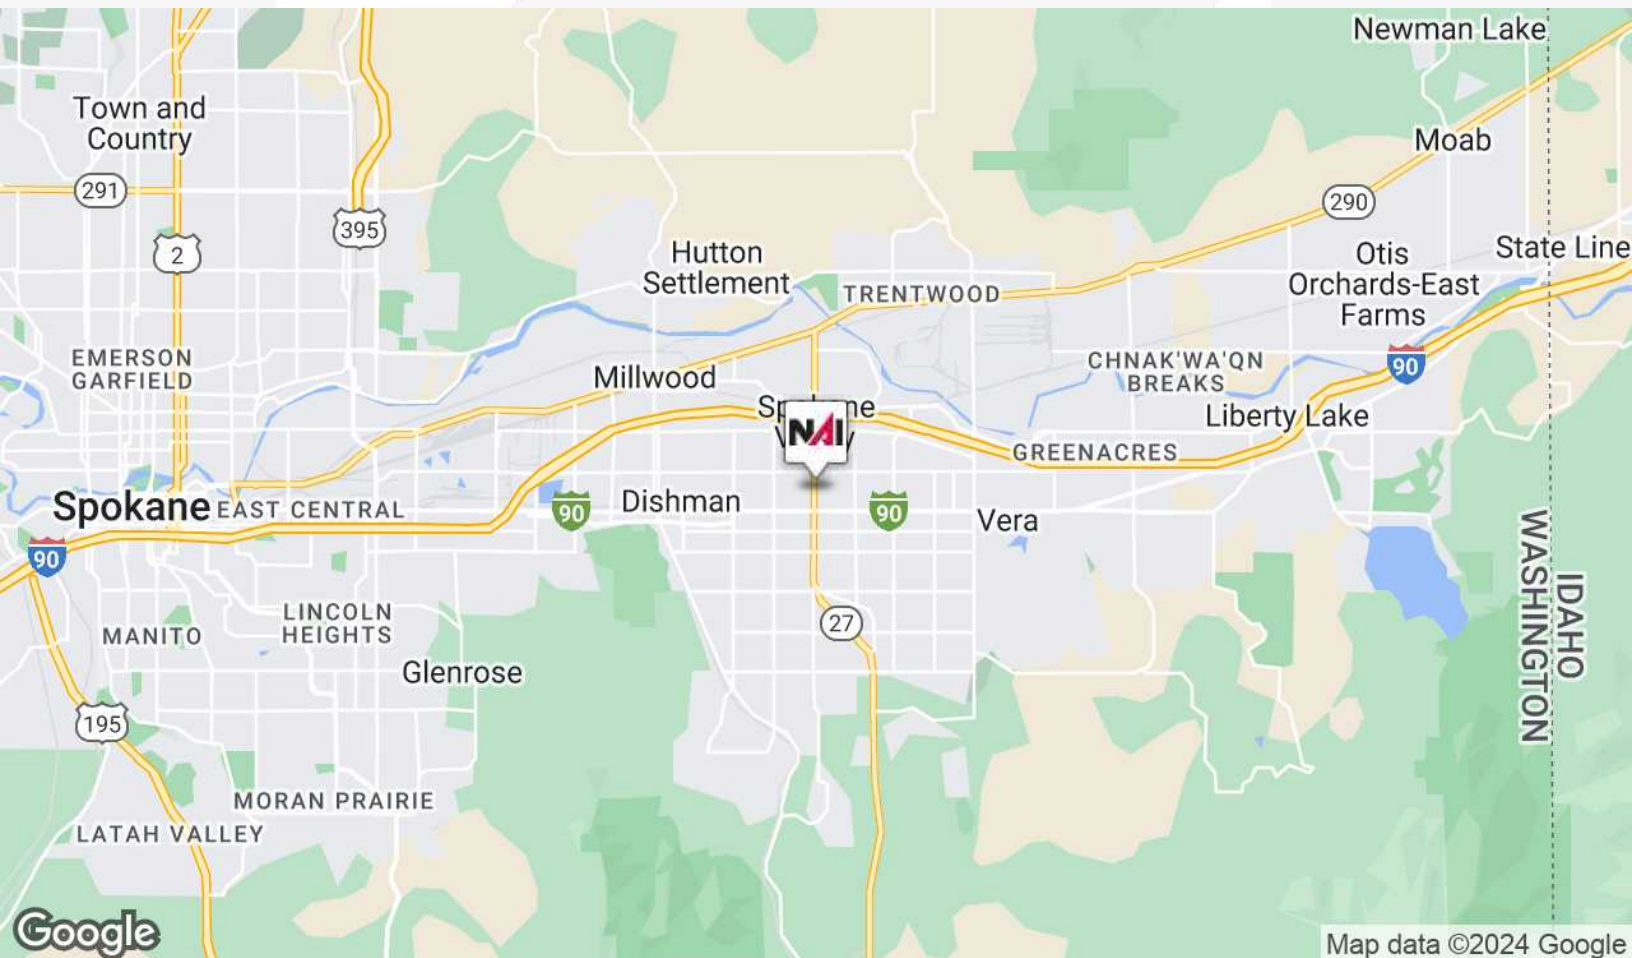 Newman Lake
Town and
Country
Moab
291
290
395
2
Hutton
Settlement
Otis
Orchards-East
Farms
State Line
TRENTWOOD
EMERSON
GARFIELD
Millwood
CHNAK'WA'QN
BREAKS
90
NAI
Liberty Lake
GREENACRES
Spokane
EAST CENTRAL
90
Dishman
90
Vera
90
WASHINGTON
IDAHO
LINCOLN
HEIGHTS
MANITO
27
Glenrose
195
MORAN PRAIRIE
LATAH VALLEY
Google
Map data ©2024 Google